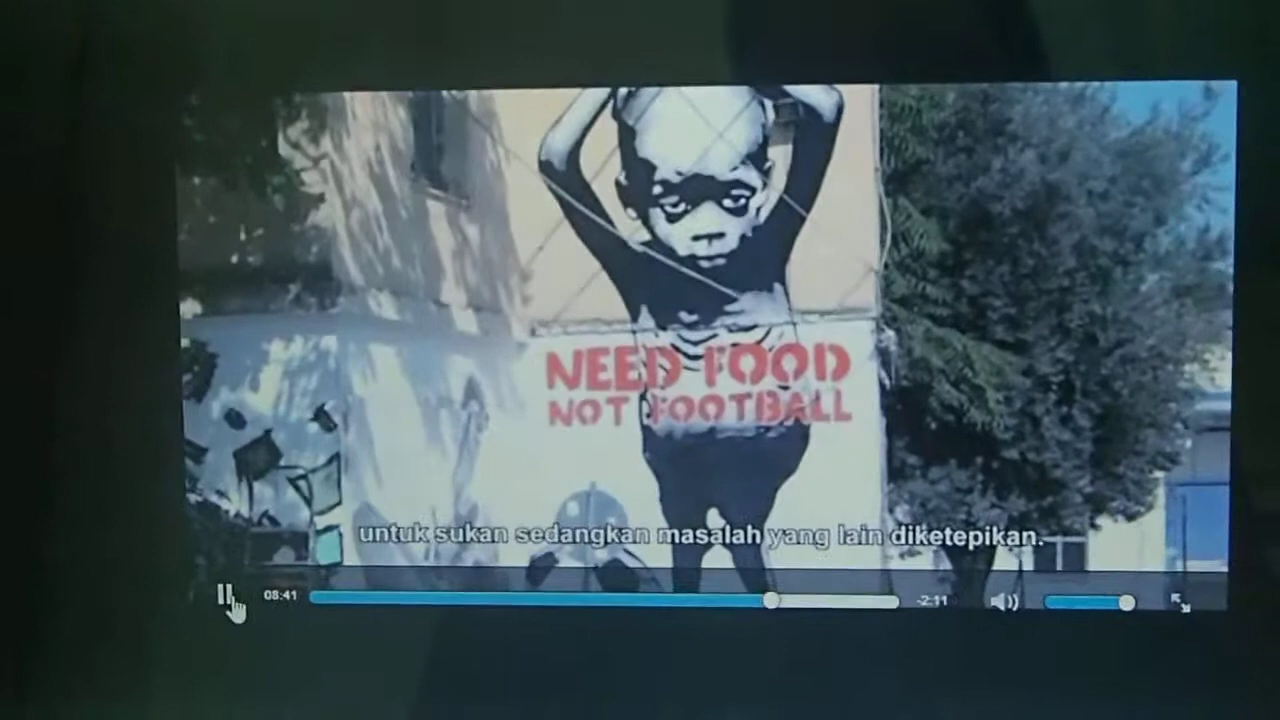 NEED FOOD
NOT FOOTBALL
untuk sukan sedangkan masalah yang lain diketepikan.
08:41
-2:11